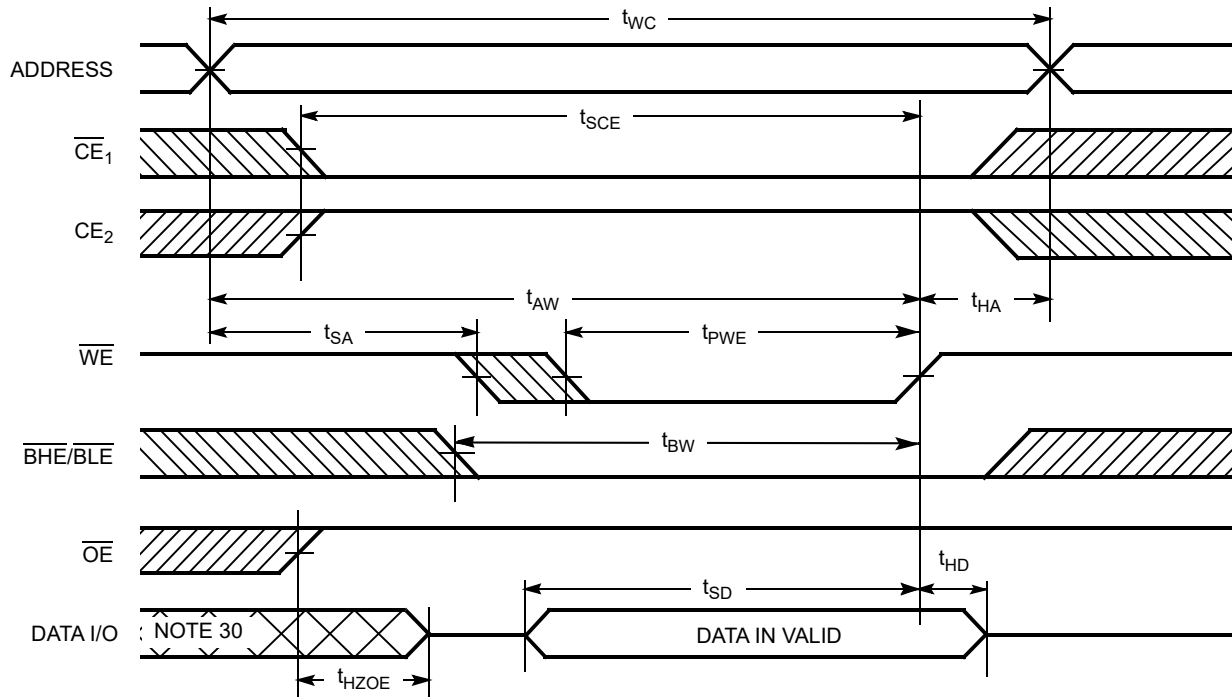 tWC
ADDRESS
tSCE
CE1
CE2
tAW
tHA
tSA
tPWE
WE
tBW
BHE/BLE
OE
tHD
tSD
DATA I/O
NOTE 30
DATA IN VALID
tHZOE